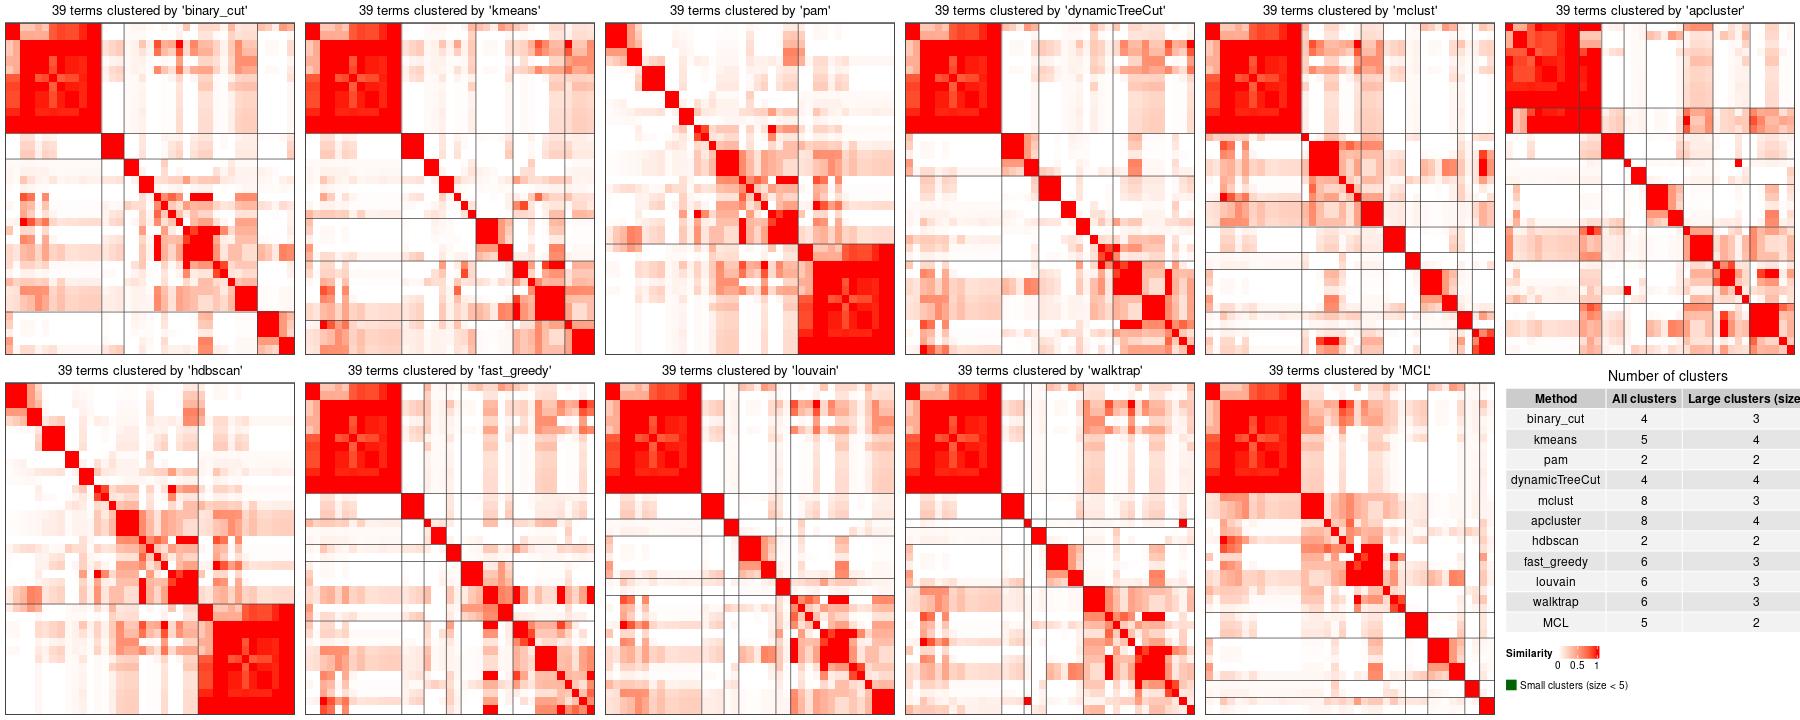 39 terms clustered by 'binary_cut'
39 terms clustered by 'kmeans'
39 terms clustered by 'pam'
39 terms clustered by 'dynamicTreeCut'
39 terms clustered by 'mclust'
39 terms clustered by 'apcluster'
39 terms clustered by 'hdbscan'
39 terms clustered by 'fast_greedy'
39 terms clustered by 'louvain'
39 terms clustered by 'walktrap'
39 terms clustered by 'MCL'
Number of clusters
Method All clusters Large clusters (size
binary_cut 4 3
kmeans 5 4
pam 2 2
dynamicTreeCut 4 4
mclust 8 3
apcluster 8 4
hdbscan 2 2
fast_greedy 6 3
louvain 6 3
walktrap 6 3
MCL 5 2
Similarity
0 0.5 1
Small clusters (size < 5)